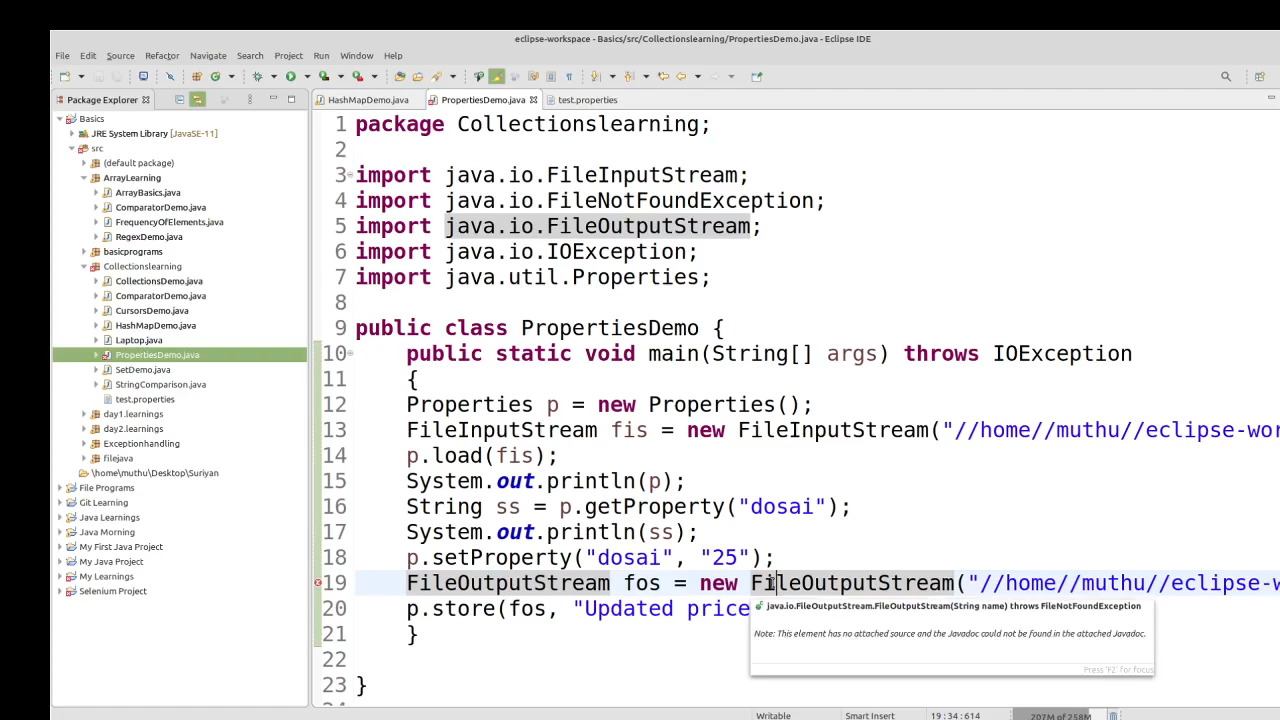 eclipse-workspace - Basics/src/Collectionslearning/PropertiesDemo.java - Eclipse IDE
File Edit Source Refactor Navigate Search Project Run Window Help
Package Explorer
HashMapDemo.java
PropertiesDemo.java
test.properties
Basics
JRE System Library [JavaSE-11]
src
(default package)
ArrayLearning
ArrayBasics.java
ComparatorDemo.java
FrequencyOfElements.java
RegexDemo.java
basicprograms
Collectionslearning
CollectionsDemo.java
ComparatorDemo.java
CursorsDemo.java
HashMapDemo.java
Laptop.java
PropertiesDemo.java
SetDemo.java
StringComparison.java
test.properties
day1.learnings
day2.learnings
Exceptionhandling
filejava
\home\muthu\Desktop\Suriyan
File Programs
Git Learning
Java Learnings
Java Morning
My First Java Project
My Java Project
My Learnings
Selenium Project
1 package Collectionslearning;
2
3 import java.io.FileInputStream;
4 import java.io.FileNotFoundException;
5 import java.io.FileOutputStream;
6 import java.io.IOException;
7 import java.util.Properties;
8
9 public class PropertiesDemo {
10 public static void main(String[] args) throws IOException
11 {
12 Properties p = new Properties();
13 FileInputStream fis = new FileInputStream("//home//muthu//eclipse-wor
14 p.load(fis);
15 System.out.println(p);
16 String ss = p.getProperty("dosai");
17 System.out.println(ss);
18 p.setProperty("dosai", "25");
19 FileOutputStream fos = new FileOutputStream("//home//muthu//eclipse-w
20 p.store(fos, "Updated price
21 }
22
23 }
java.io.FileOutputStream.FileOutputStream(String name) throws FileNotFoundException
Note: This element has no attached source and the Javadoc could not be found in the attached Javadoc.
Press 'F2' for focus
Writable Smart Insert 19:34:614 207M of 258M